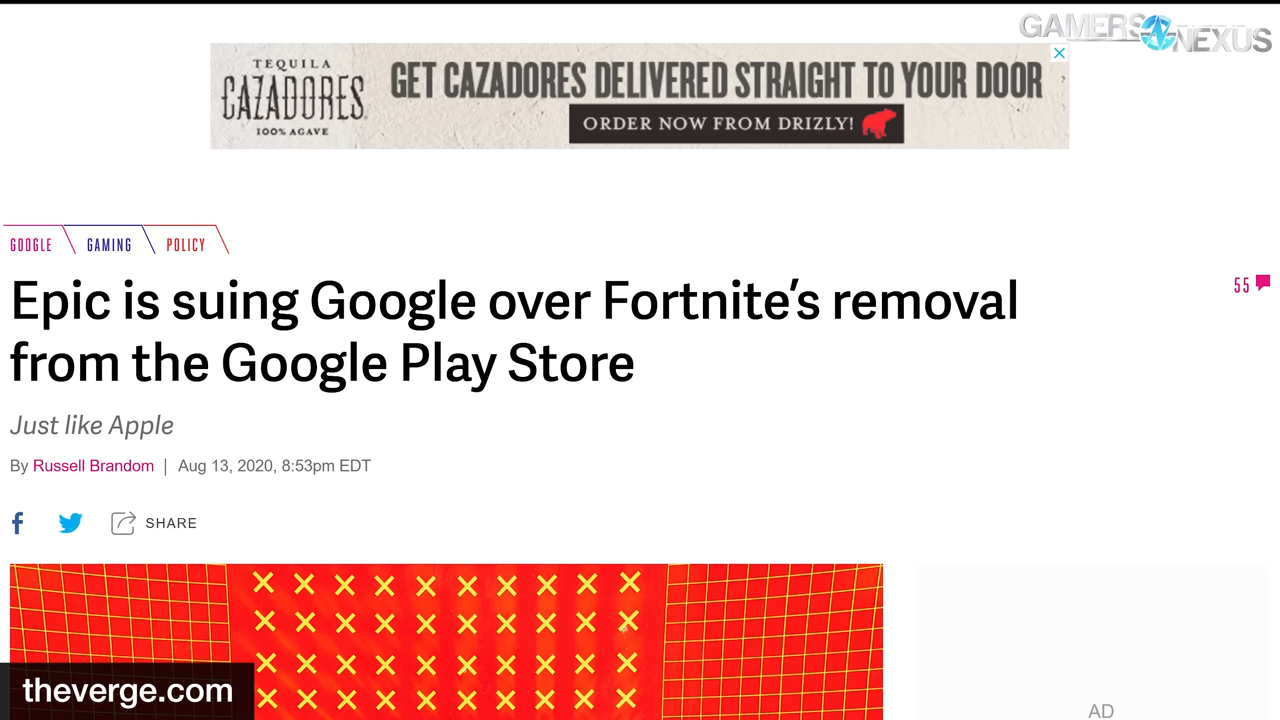 GAMERS NEXUS
TEQUILA
CAZADORES
100% AGAVE
GET CAZADORES DELIVERED STRAIGHT TO YOUR DOOR
ORDER NOW FROM DRIZLY!
GOOGLE GAMING POLICY
Epic is suing Google over Fortnite’s removal
from the Google Play Store
55
Just like Apple
By Russell Brandom | Aug 13, 2020, 8:53pm EDT
SHARE
theverge.com
AD